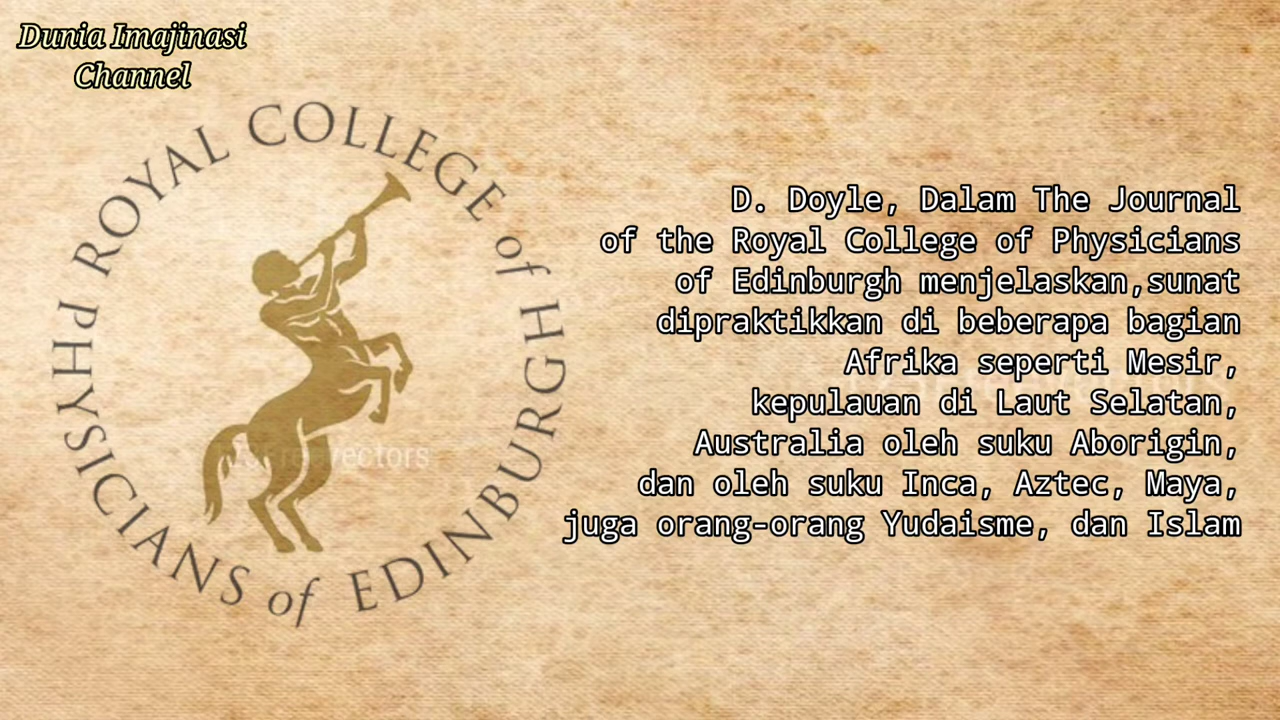 Dunia Imajinasi
Channel
ROYAL COLLEGE of
PHYSICIANS of EDINBURGH
D. Doyle, Dalam The Journal
of the Royal College of Physicians
of Edinburgh menjelaskan,sunat
dipraktikkan di beberapa bagian
Afrika seperti Mesir,
kepulauan di Laut Selatan,
Australia oleh suku Aborigin,
dan oleh suku Inca, Aztec, Maya,
juga orang-orang Yudaisme, dan Islam